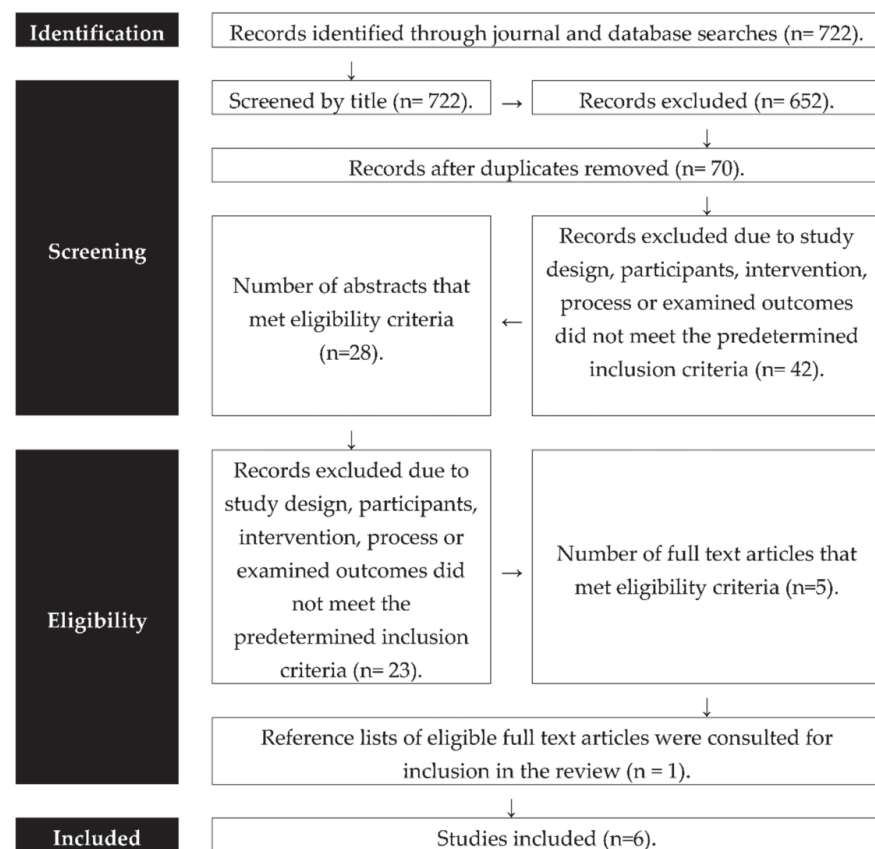 Identification
Records identified through journal and database searches (n= 722).
↓
Screening
Screened by title (n= 722).
→
Records excluded (n= 652).
↓
Records after duplicates removed (n= 70).
↓
Records excluded due to study
design, participants, intervention,
process or examined outcomes
did not meet the predetermined
inclusion criteria (n= 42).
←
Number of abstracts that
met eligibility criteria
(n=28).
↓
Eligibility
Records excluded due to
study design, participants,
intervention, process or
examined outcomes did
not meet the
predetermined inclusion
criteria (n= 23).
→
Number of full text articles that
met eligibility criteria (n=5).
↓
Reference lists of eligible full text articles were consulted for
inclusion in the review (n = 1).
↓
Included
Studies included (n=6).